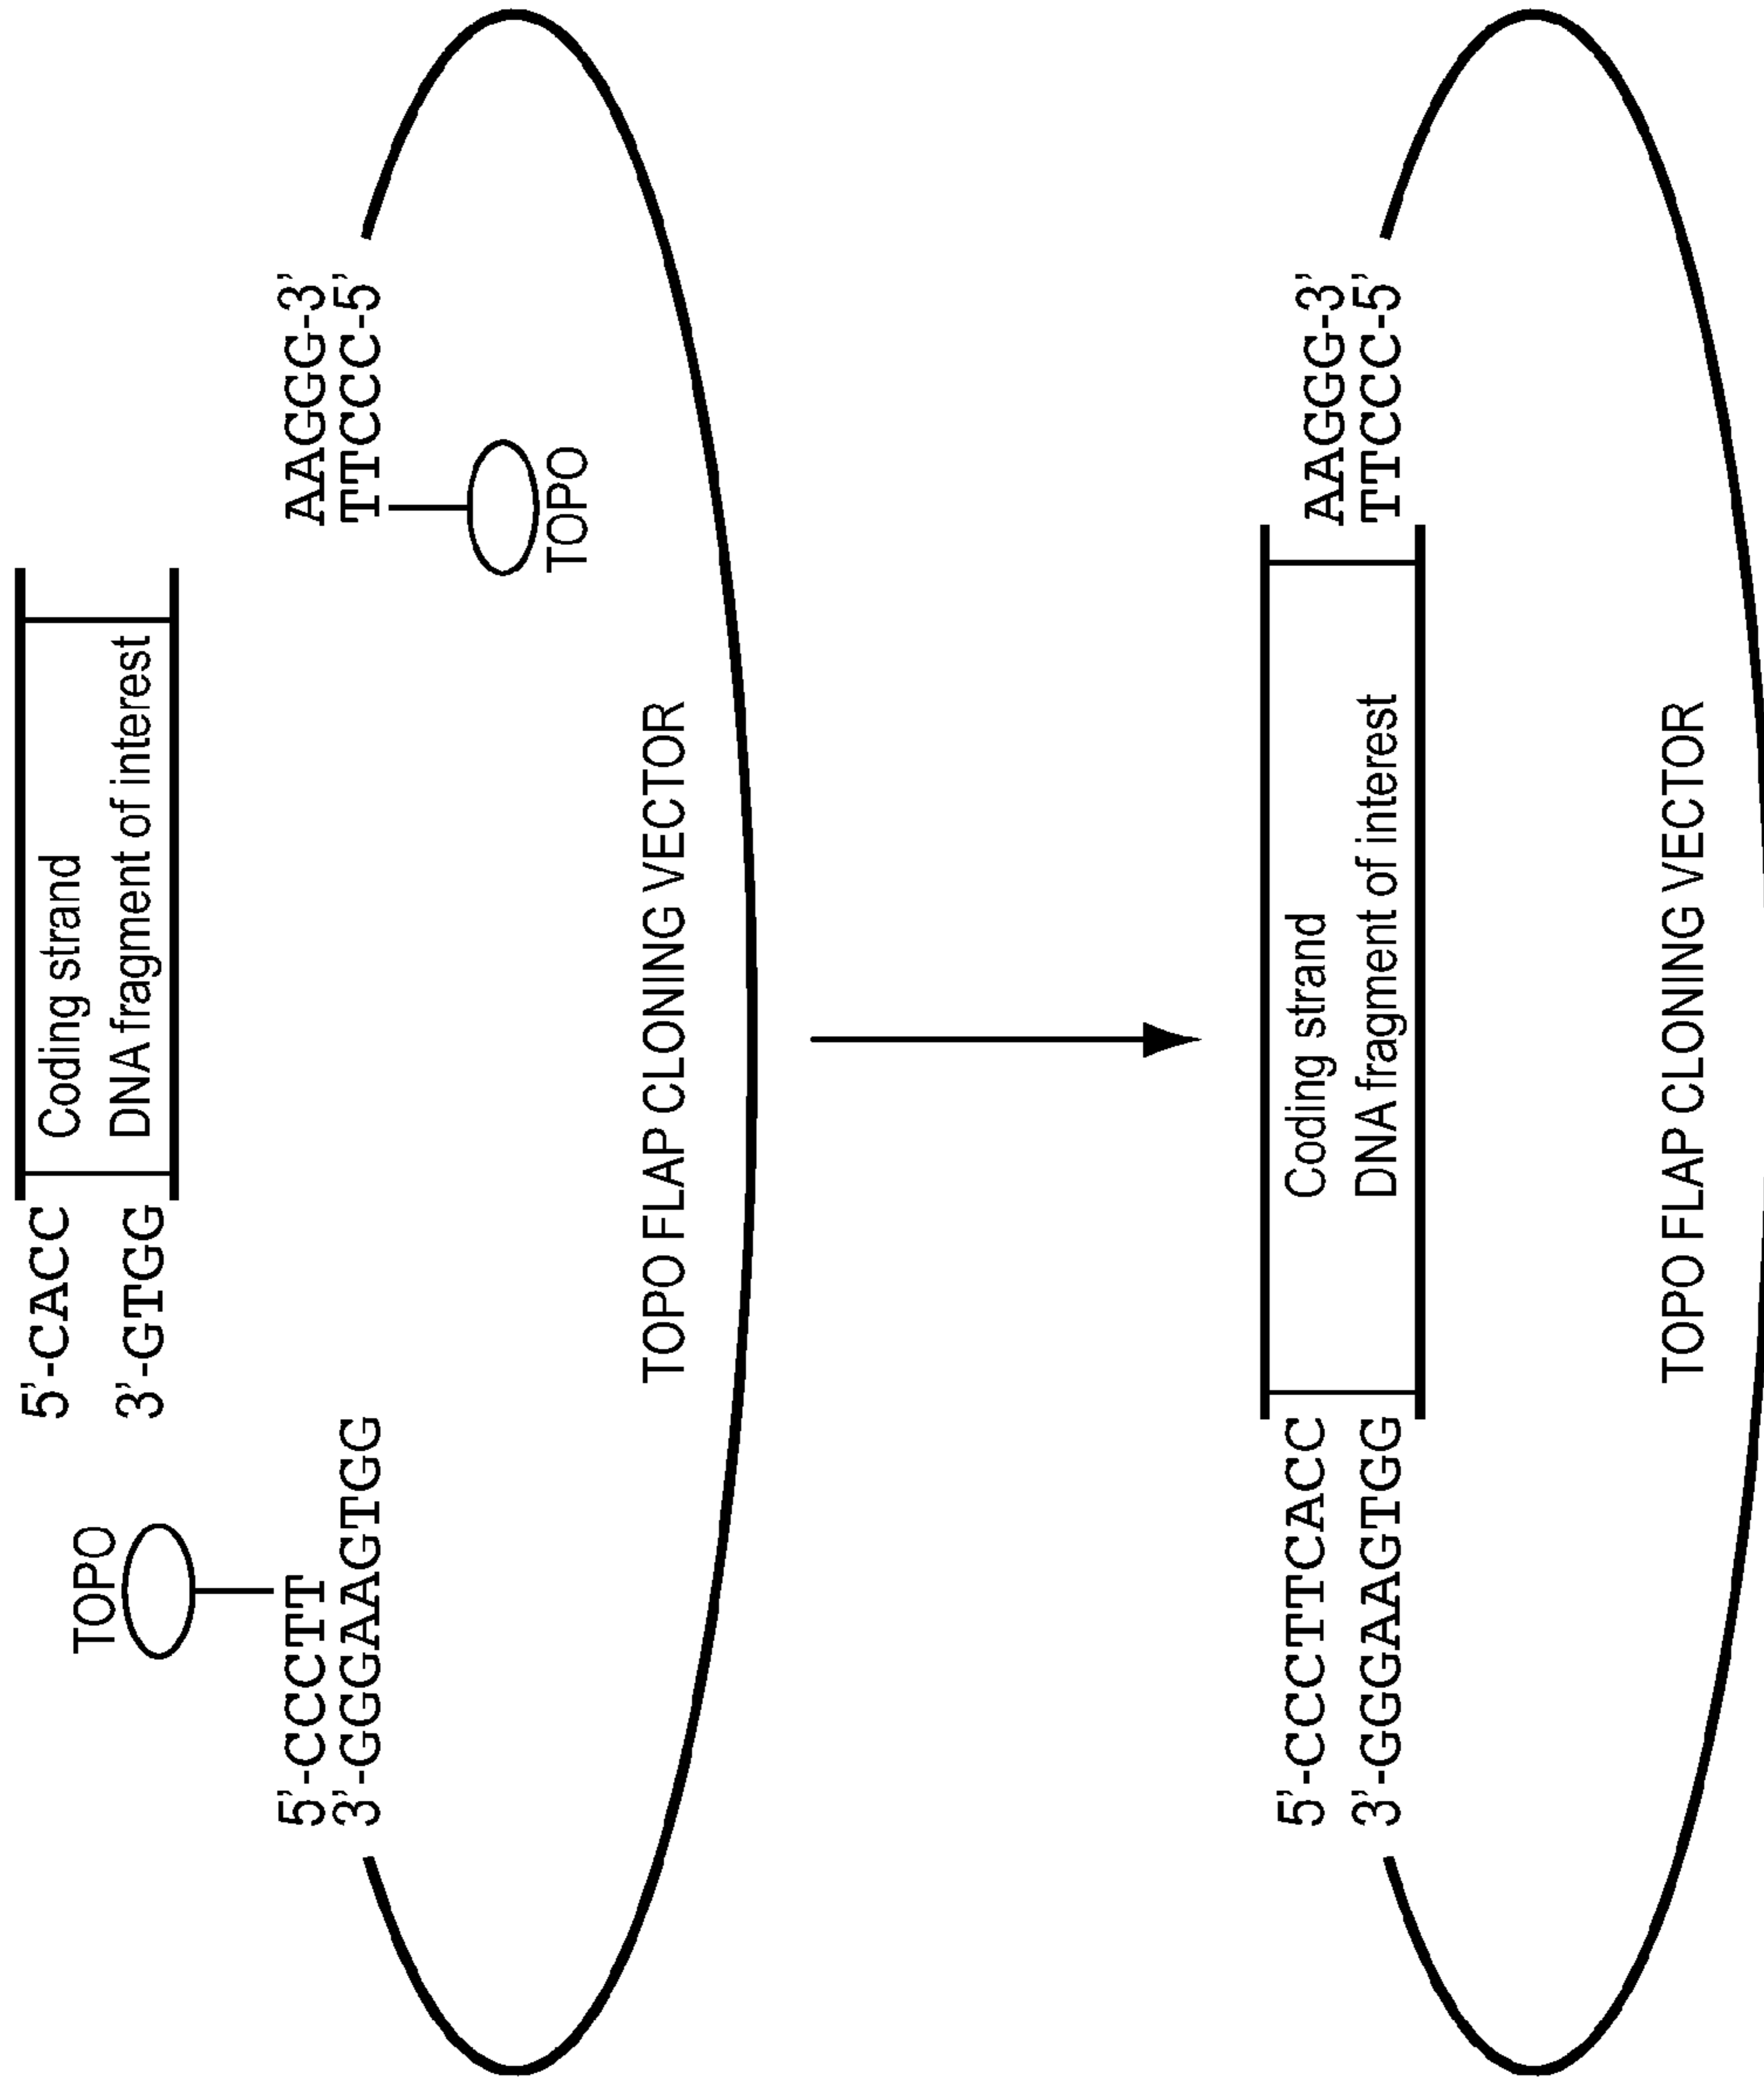 5'-CACC
3'-GTGG
Coding strand
DNA fragment of interest
TOPO
5'-CCCTT
3'-GGGAAGTGG
AAGGG-3'
TTCCC-5'
TOPO
TOPO FLAP CLONING VECTOR
5'-CCCTTCACC
3'-GGGAAGTGG
Coding strand
DNA fragment of interest
AAGGG-3'
TTCCC-5'
TOPO FLAP CLONING VECTOR